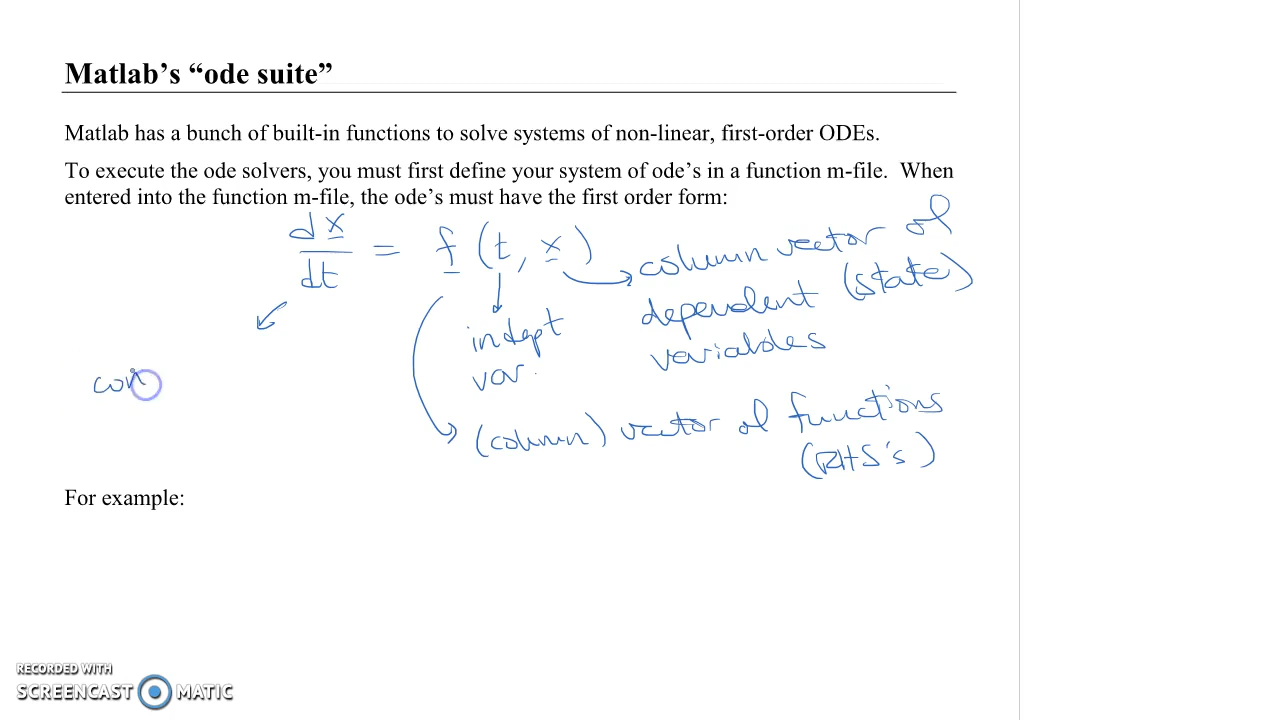 Matlab's “ode suite”
Matlab has a bunch of built-in functions to solve systems of non-linear, first-order ODEs.
To execute the ode solvers, you must first define your system of ode's in a function m-file. When
entered into the function m-file, the ode's must have the first order form:
dx/dt = f (t, x)
column vector of
dependent (state)
variables
indept
var.
(column) vector of functions
(RHS's)
con
For example:
RECORDED WITH
SCREENCAST MATIC